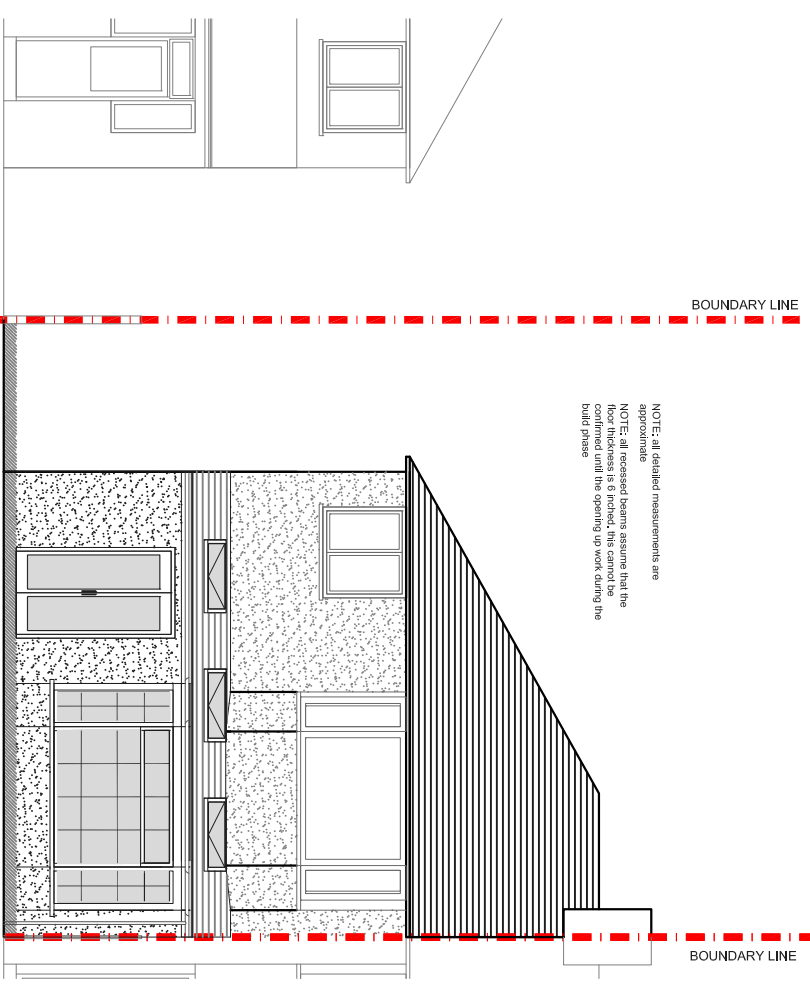 BOUNDARY LINE
NOTE: all detailed measurements are
approximate
NOTE: all recessed beams assume that the
floor thickness is 6 inched, this cannot be
confirmed until the opening up work during the
build phase
BOUNDARY LINE